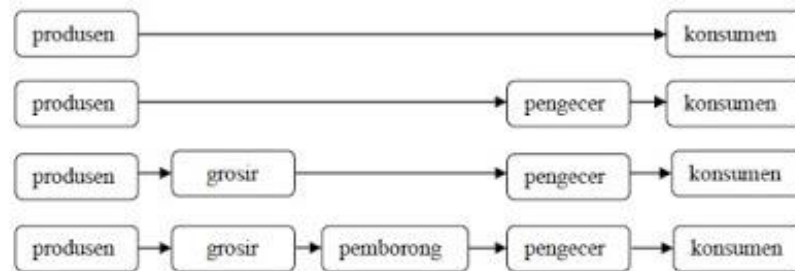 produsen konsumen
produsen pengecer konsumen
produsen grosir pengecer konsumen
produsen grosir pemborong pengecer konsumen